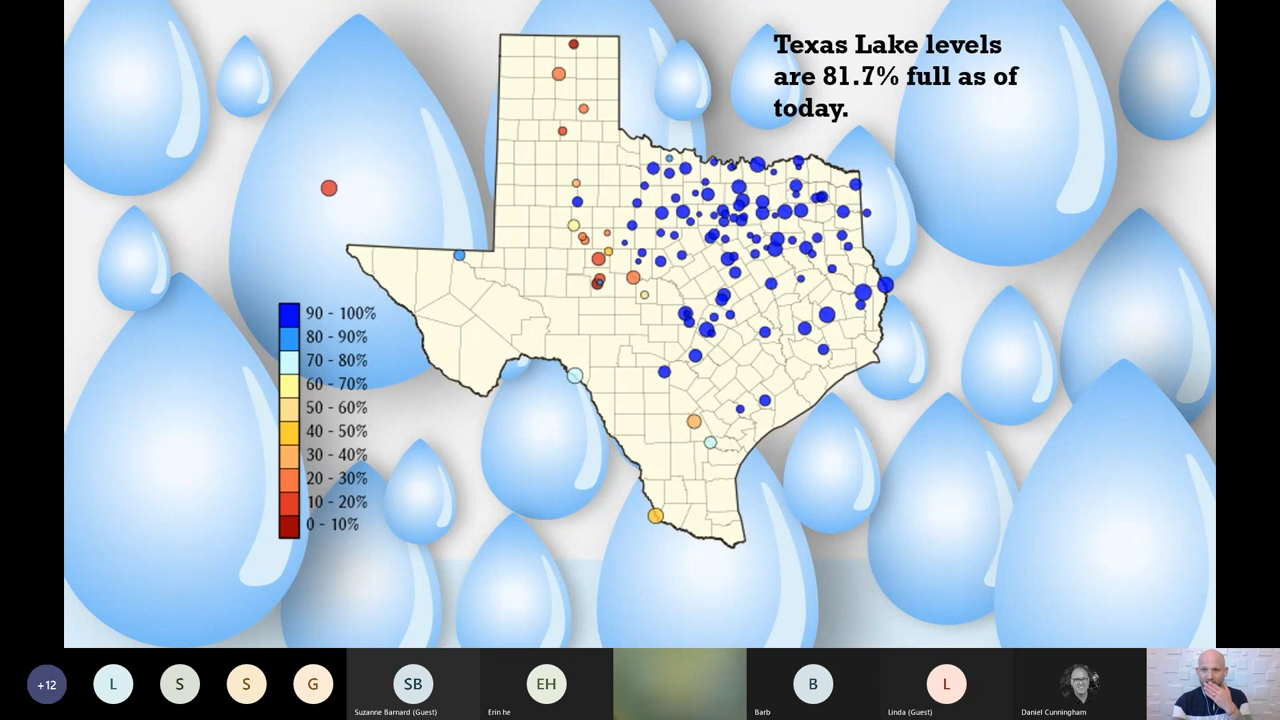 Texas Lake levels
are 81.7% full as of
today.
90 - 100%
80 - 90%
70 - 80%
60 - 70%
50 - 60%
40 - 50%
30 - 40%
20 - 30%
10 - 20%
0 - 10%
+12
L
S
S
G
SB
EH
B
L
Suzanne Barnard (Guest)
Erin he
Barb
Linda (Guest)
Daniel Cunningham